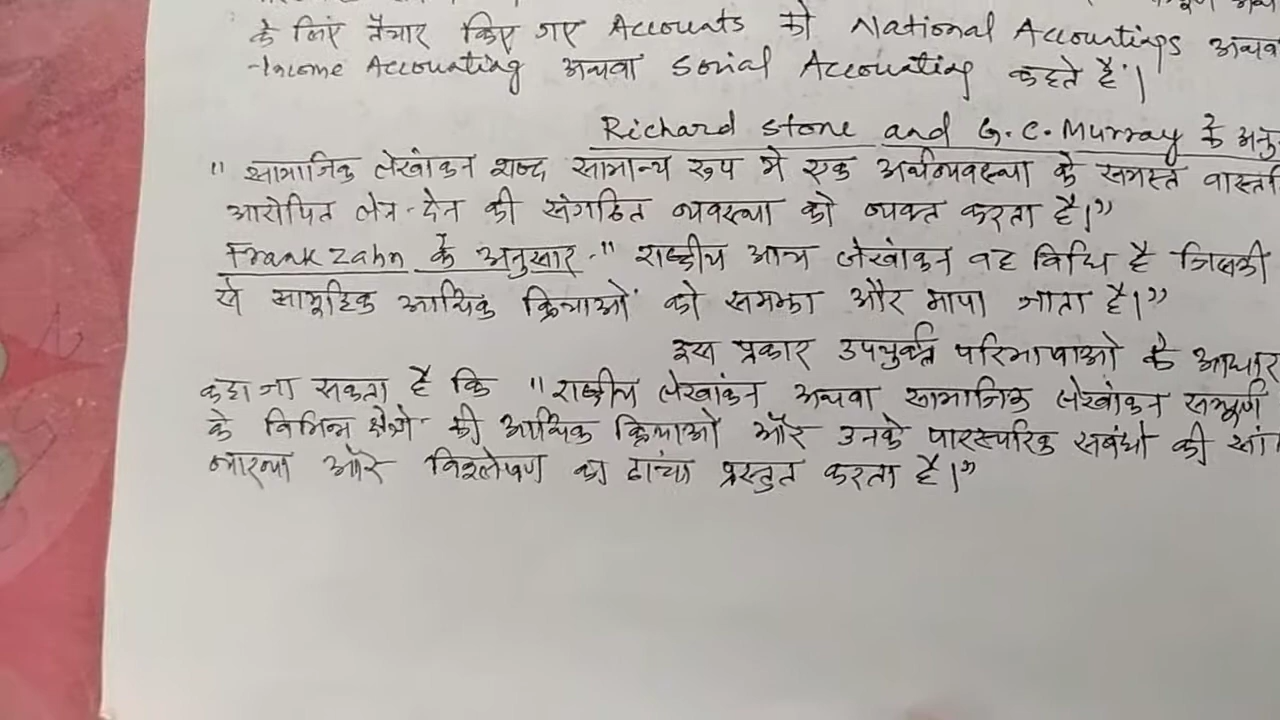 के लिए तैयार किए गए Accounts को National Accountings अथवा
Income Accounting अथवा Social Accounting कहते हैं।
Richard Stone and G. C. Murray के अनु
" सामाजिक लेखांकन शब्द सामान्य रूप में एक अर्थव्यवस्था के समस्त
आरोपित लेन-देन की संगठित व्यवस्था को व्यक्त करता है।"
Frank Zahn के अनुसार - " राष्ट्रीय आय लेखांकन वह विधि है जिसकी
से सामूहिक आर्थिक क्रियाओं को समझा और मापा जाता है।"
इस प्रकार उपर्युक्त परिभाषाओं के आधार
कहा जा सकता है कि "राष्ट्रीय लेखांकन अथवा सामाजिक लेखांकन सम्पूर्ण
के विभिन्न क्षेत्रों की आर्थिक क्रियाओं और उनके पारस्परिक सबंधों की
व्याख्या और विश्लेषण का ढांचा प्रस्तुत करता है।"